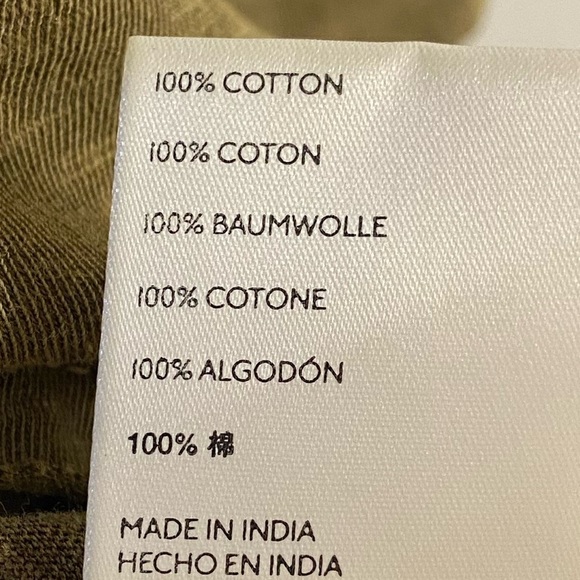 100% COTTON
100% COTON
100% BAUMWOLLE
100% COTONE
100% ALGODÓN
100% 棉
MADE IN INDIA
HECHO EN INDIA